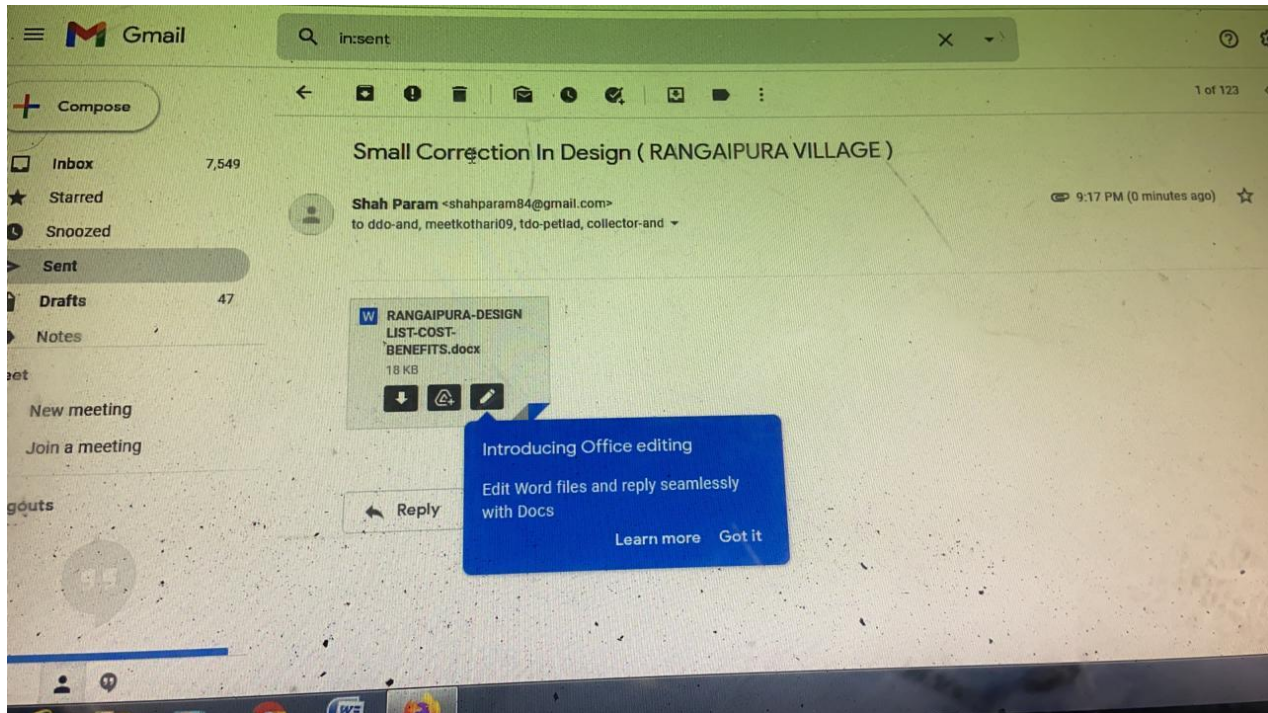 Gmail
in:sent
Compose
1 of 123
Inbox 7,549
Starred
Snoozed
Sent
Drafts 47
Notes
eet
New meeting
Join a meeting
gouts
Small Correction In Design ( RANGAIPURA VILLAGE )
Shah Param <shahparam84@gmail.com>
9:17 PM (0 minutes ago)
to ddo-and, meetkothari09, tdo-petlad, collector-and
W RANGAIPURA-DESIGN
LIST-COST-
BENEFITS.docx
18 KB
Introducing Office editing
Edit Word files and reply seamlessly
with Docs
Learn more Got it
Reply